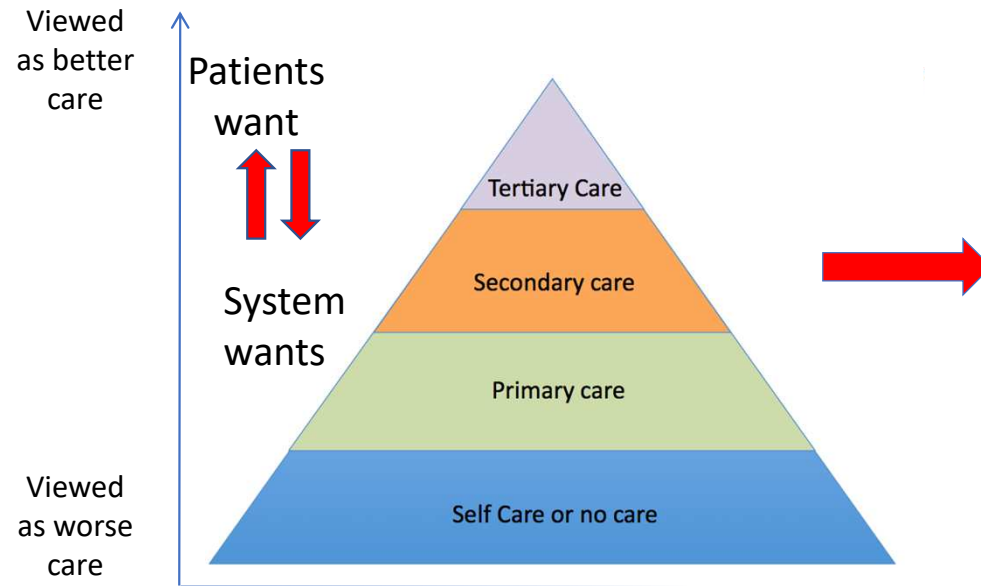 Viewed
as better
care
Patients
want
System
wants
Tertiary Care
Secondary care
Primary care
Self Care or no care
Viewed
as worse
care